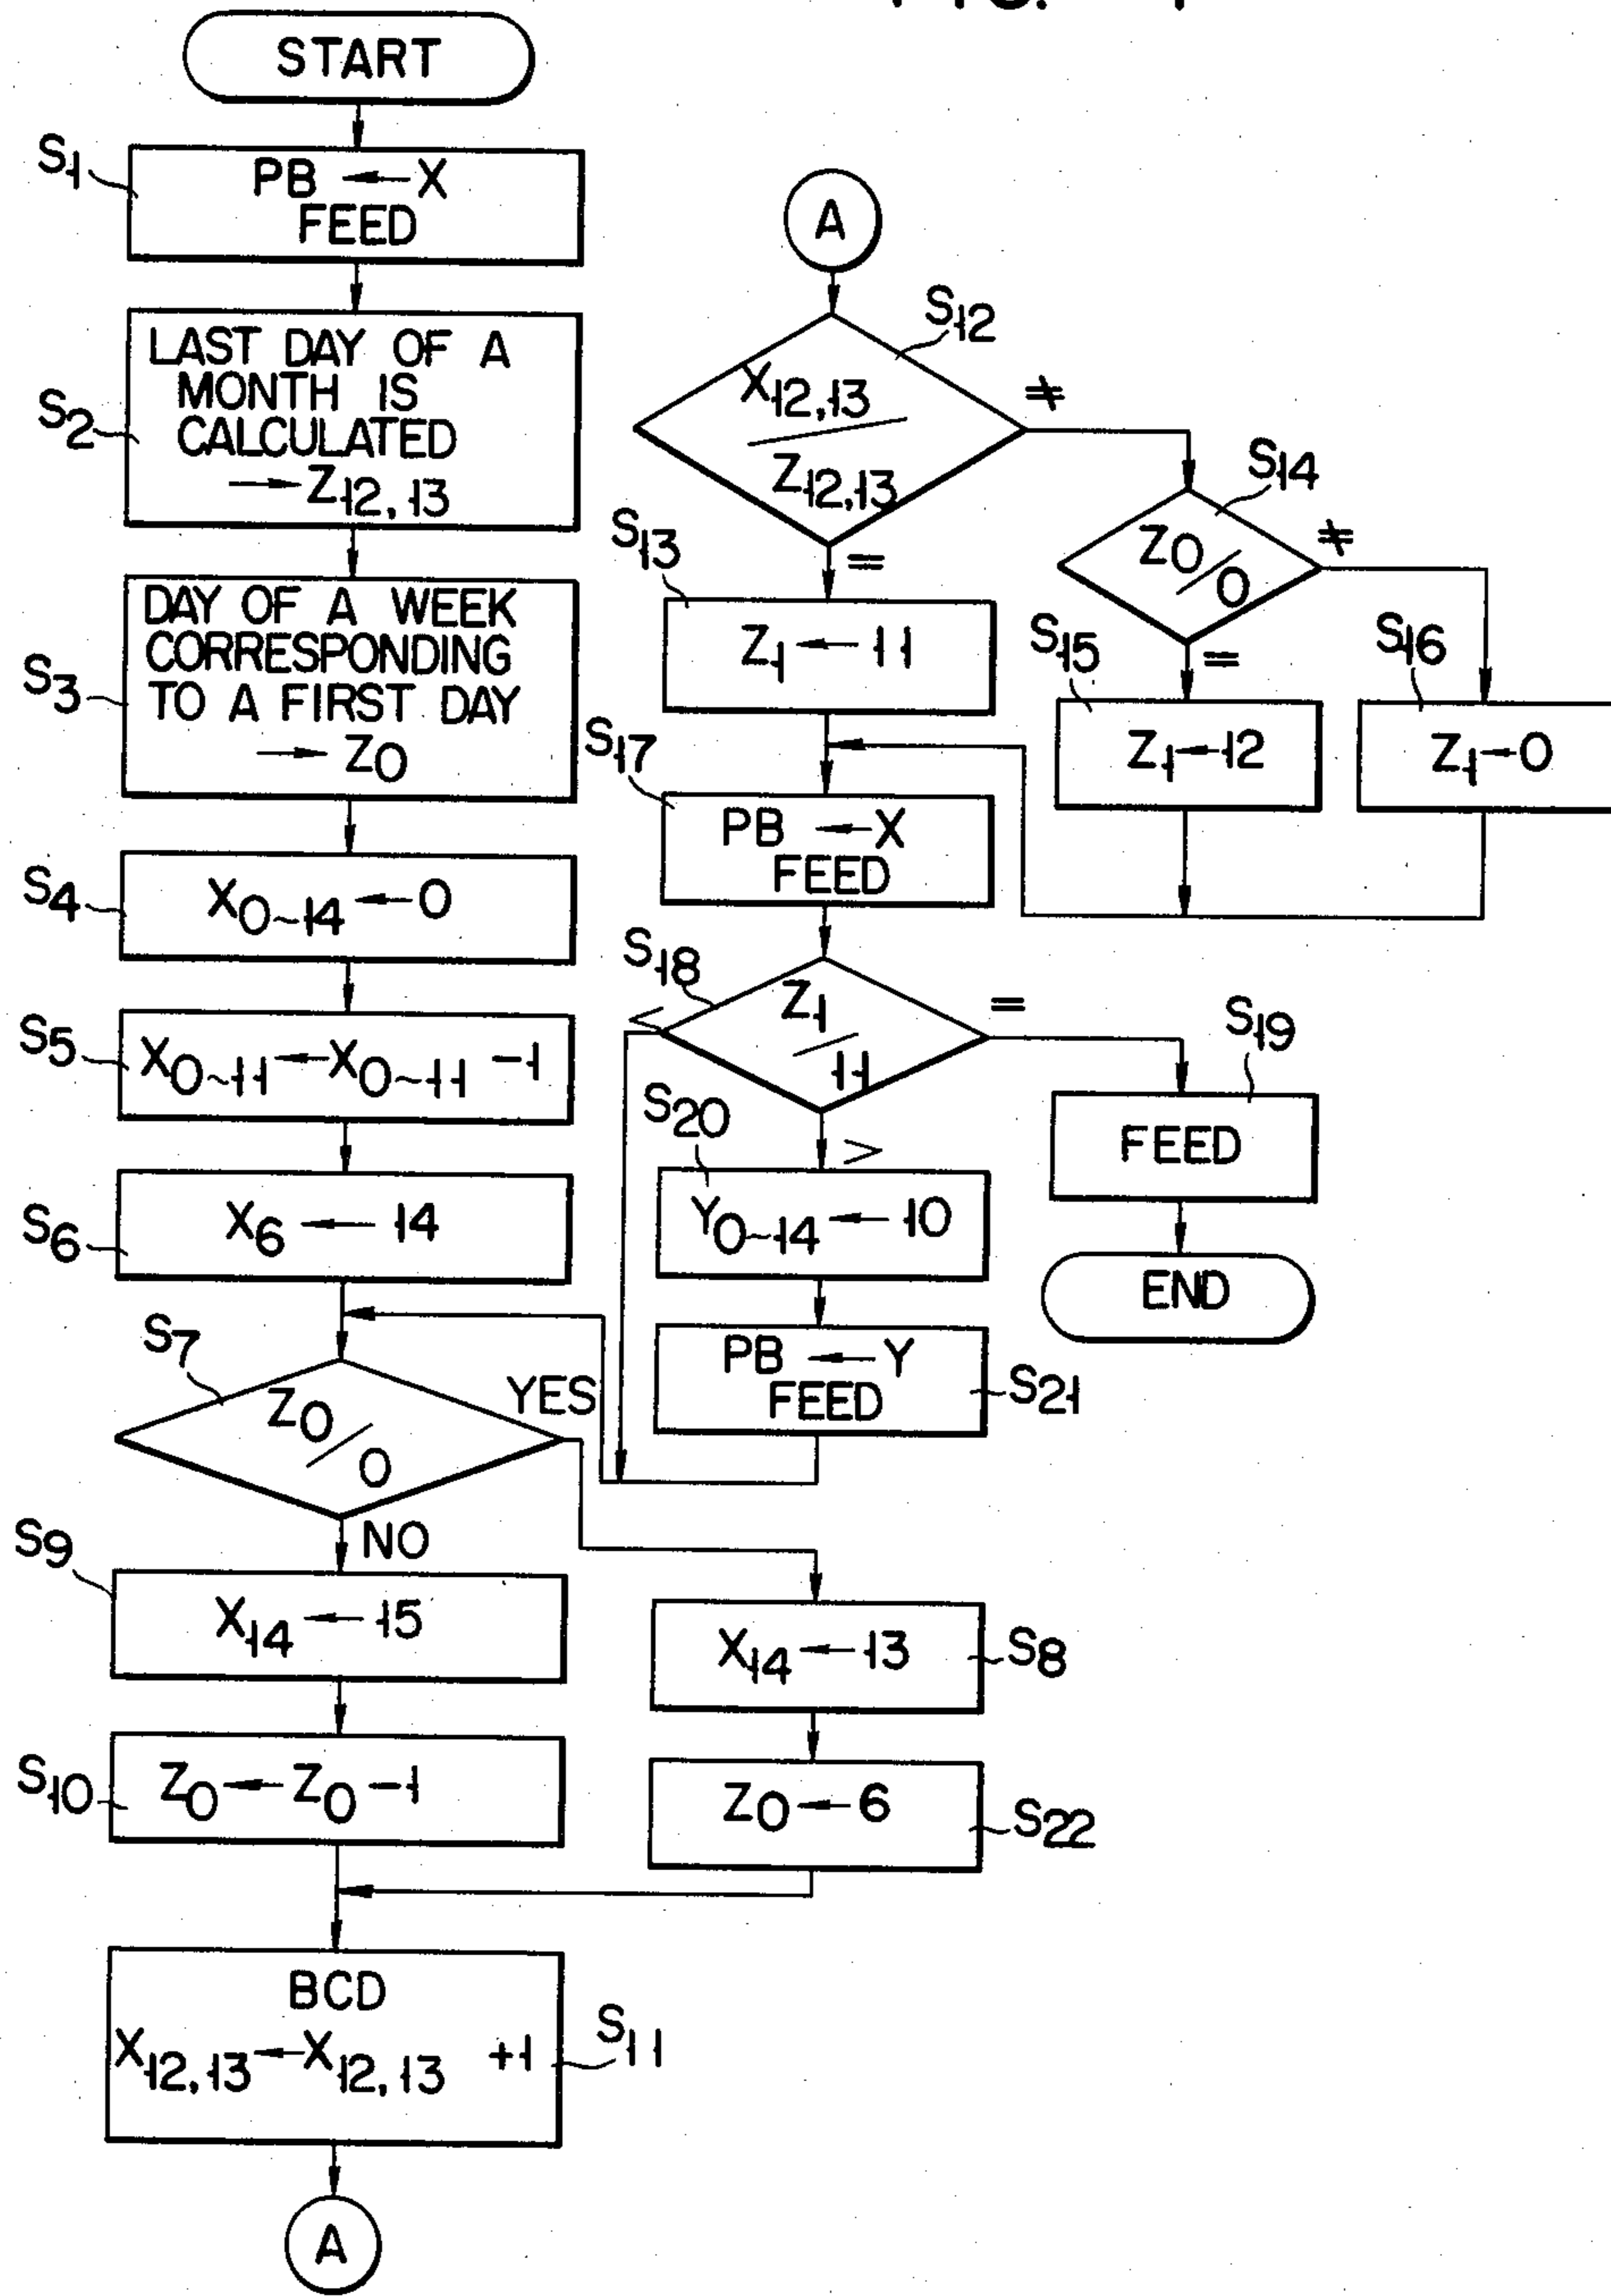 START
S1
PB ← X
FEED
S2
LAST DAY OF A
MONTH IS
CALCULATED
→ Z12, 13
S3
DAY OF A WEEK
CORRESPONDING
TO A FIRST DAY
→ Z0
S4
X0~14 ← 0
S5
X0~11 ← X0~11 -1
S6
X6 ← 14
S7
Z0/0
YES
NO
S9
X14 ← 15
S8
X14 ← 13
S10
Z0 ← Z0 -1
S22
Z0 ← 6
S11
BCD
X12, 13 ← X12, 13 +1
A
A
S12
X12,13
Z12,13
≠
=
S13
Z1 ← 11
S14
Z0/0
≠
=
S15
Z1 ← 12
S16
Z1 ← 0
S17
PB ← X
FEED
S18
Z1/11
<
=
>
S19
FEED
END
S20
Y0~14 ← 10
S21
PB ← Y
FEED